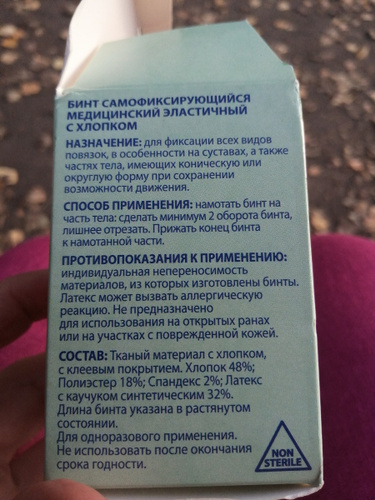 БИНТ САМОФИКСИРУЮЩИЙСЯ
МЕДИЦИНСКИЙ ЭЛАСТИЧНЫЙ
С ХЛОПКОМ
НАЗНАЧЕНИЕ: для фиксации всех видов
повязок, в особенности на суставах, а также
частях тела, имеющих коническую или
округлую форму при сохранении
возможности движения.
СПОСОБ ПРИМЕНЕНИЯ: намотать бинт на
часть тела: сделать минимум 2 оборота бинта,
лишнее отрезать. Прижать конец бинта
к намотанной части.
ПРОТИВОПОКАЗАНИЯ К ПРИМЕНЕНИЮ:
индивидуальная непереносимость
материалов, из которых изготовлены бинты.
Латекс может вызвать аллергическую
реакцию. Не предназначено
для использования на открытых ранах
или на участках с поврежденной кожей.
СОСТАВ: Тканый материал с хлопком,
с клеевым покрытием. Хлопок 48%;
Полиэстер 18%; Спандекс 2%; Латекс
с каучуком синтетическим 32%.
Длина бинта указана в растянутом
состоянии.
Для одноразового применения.
Не использовать после окончания
срока годности.
NON
STERILE